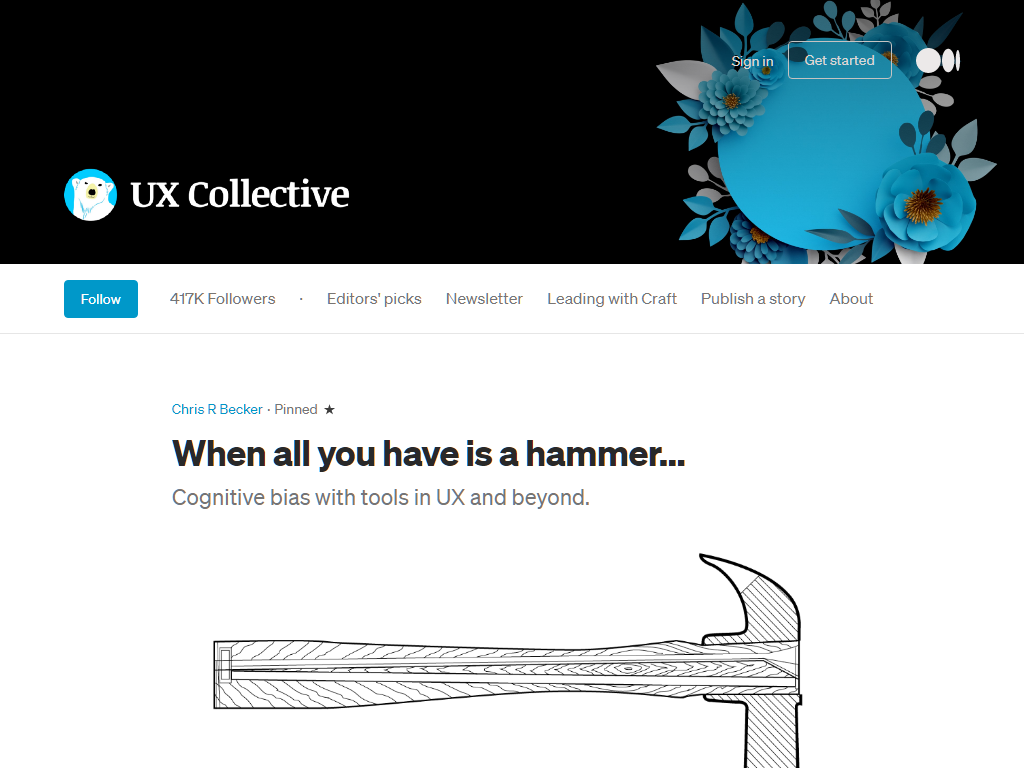 Sign in
Get started
UX Collective
Follow
417K Followers · Editors' picks Newsletter Leading with Craft Publish a story About
Chris R Becker · Pinned ★
When all you have is a hammer...
Cognitive bias with tools in UX and beyond.